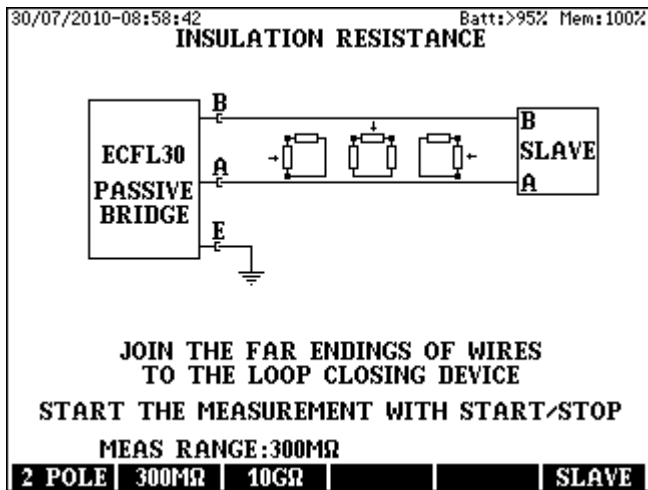 30/07/2010-08:58:42 Batt:>95% Mem:100%
INSULATION RESISTANCE
B
B
ECFL30
SLAVE
A
A
PASSIVE
BRIDGE
E
JOIN THE FAR ENDINGS OF WIRES
TO THE LOOP CLOSING DEVICE
START THE MEASUREMENT WITH START/STOP
MEAS RANGE:300MΩ
2 POLE 300MΩ 10GΩ SLAVE